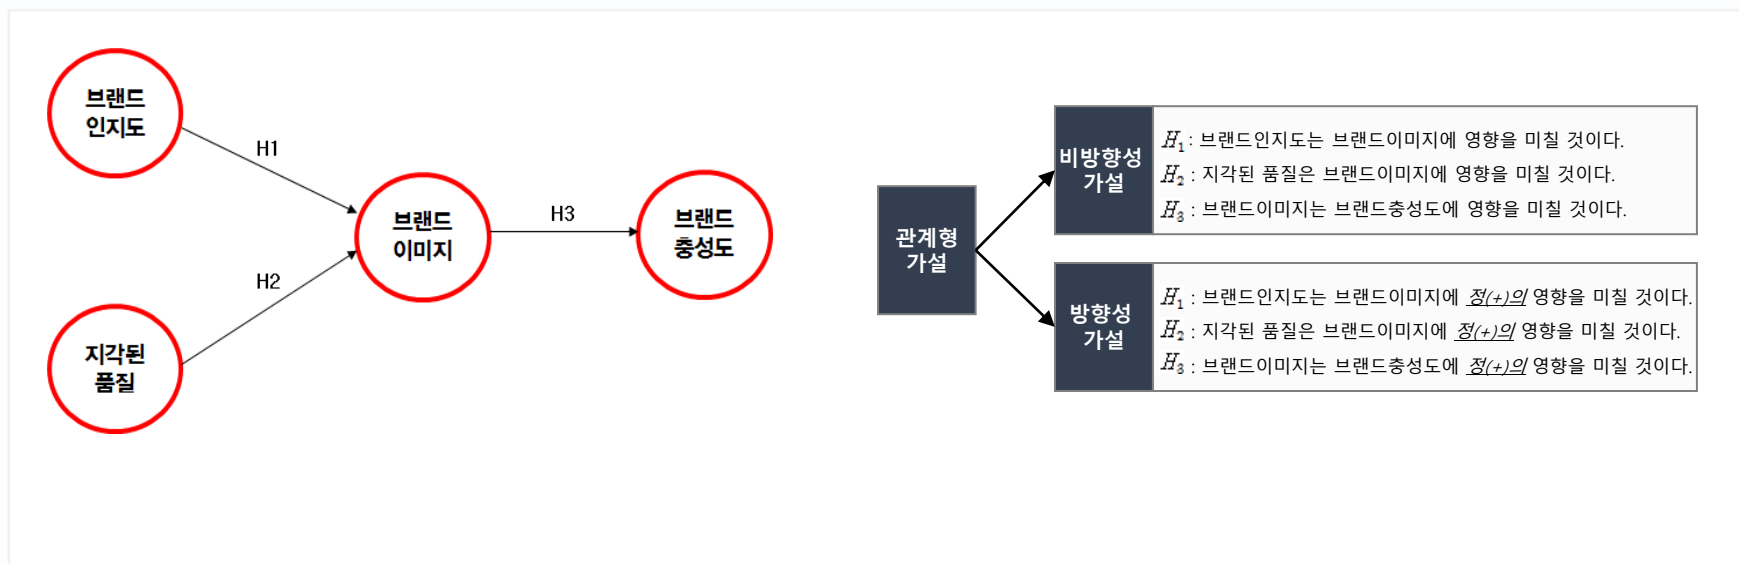 브랜드
인지도
H1
브랜드
이미지
H3
브랜드
충성도
H2
지각된
품질
관계형
가설
비방향성
가설
H₁ : 브랜드인지도는 브랜드이미지에 영향을 미칠 것이다.
H₂ : 지각된 품질은 브랜드이미지에 영향을 미칠 것이다.
H₃ : 브랜드이미지는 브랜드충성도에 영향을 미칠 것이다.
방향성
가설
H₁ : 브랜드인지도는 브랜드이미지에 정(+)의 영향을 미칠 것이다.
H₂ : 지각된 품질은 브랜드이미지에 정(+)의 영향을 미칠 것이다.
H₃ : 브랜드이미지는 브랜드충성도에 정(+)의 영향을 미칠 것이다.